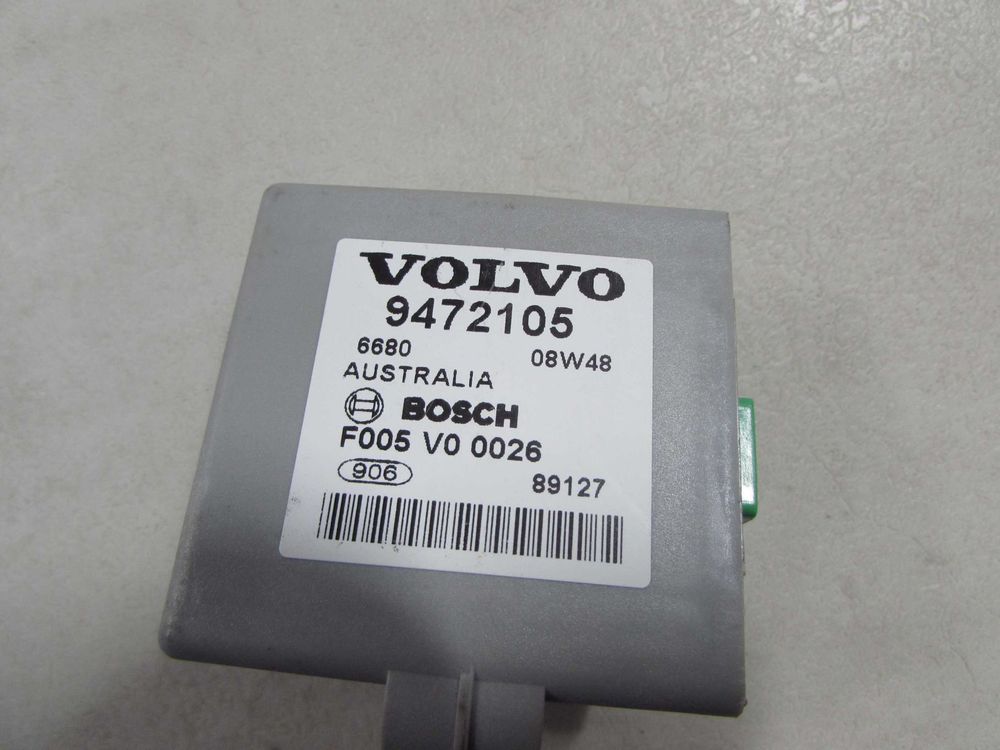 VOLVO
9472105
6680 08W48
AUSTRALIA
BOSCH
F005 V0 0026
906 89127